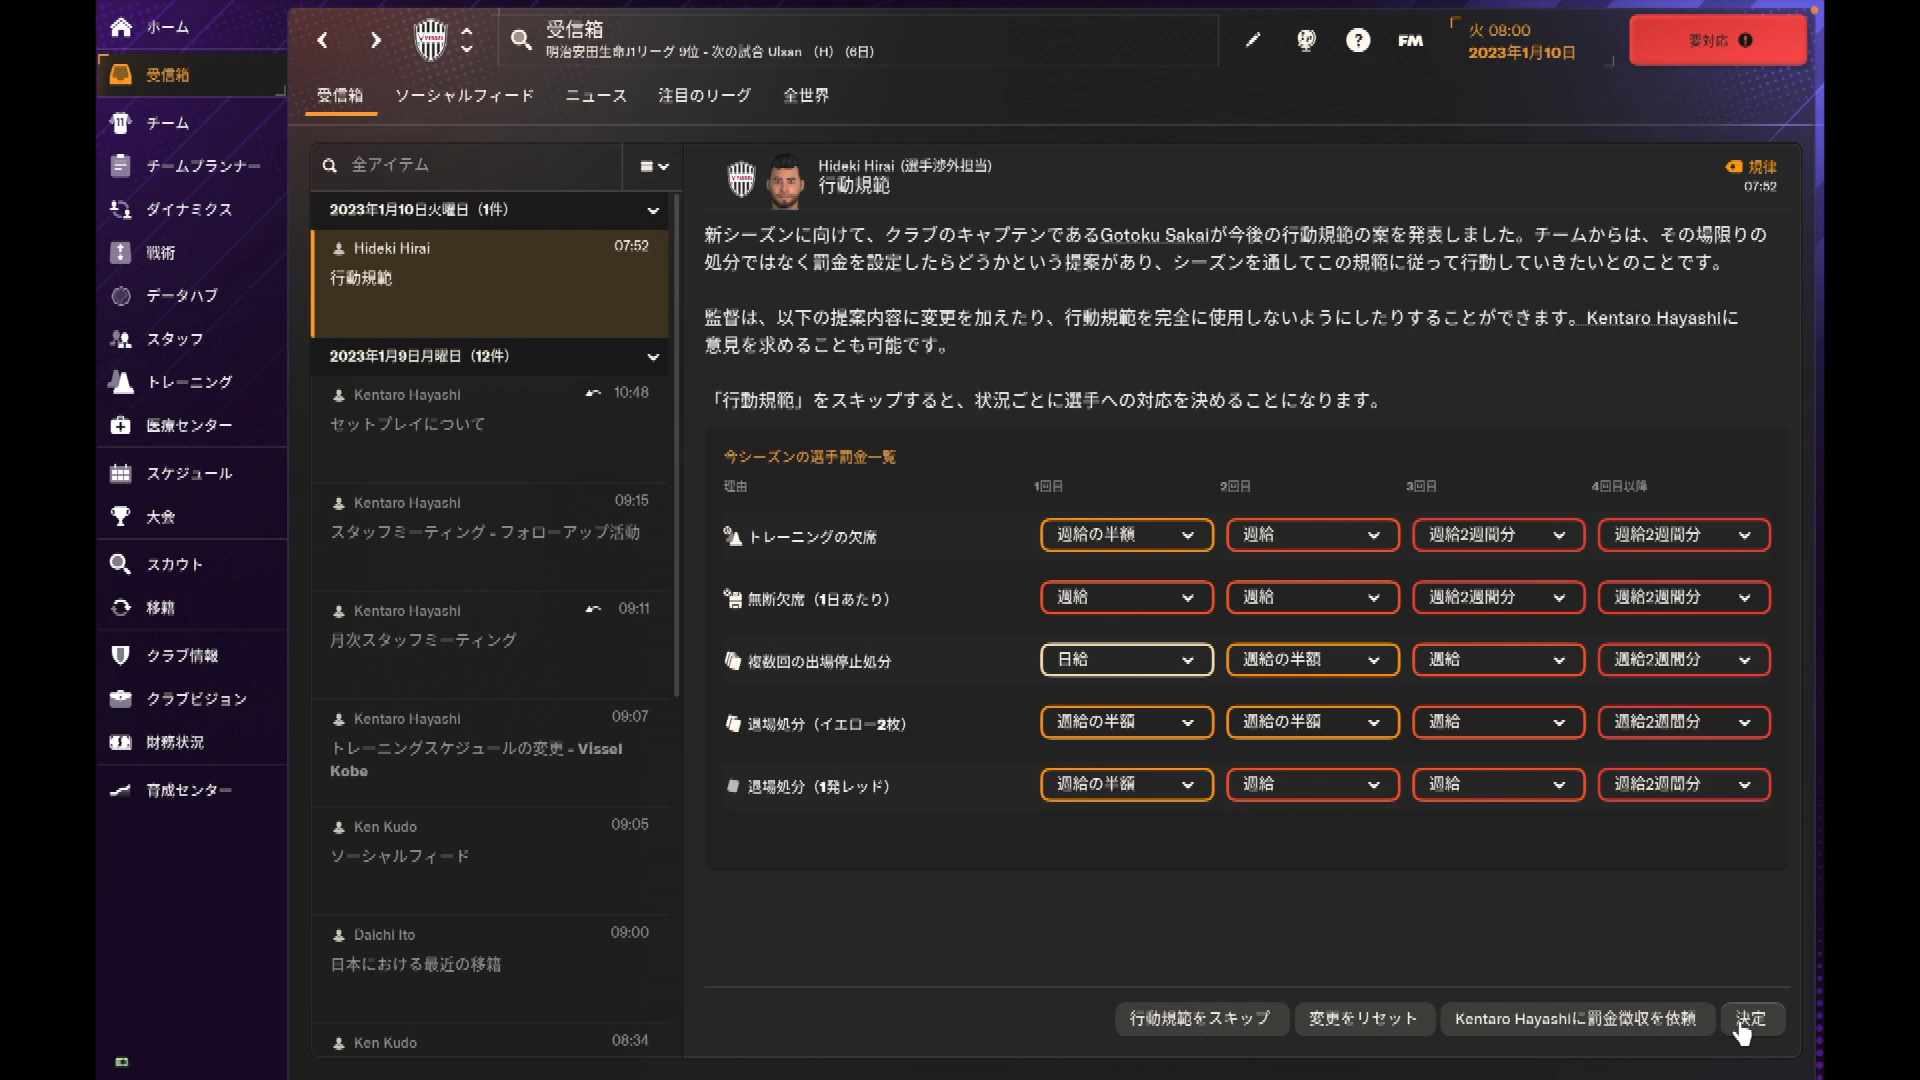 ホーム
受信箱
チーム
チームプランナー
ダイナミクス
戦術
データハブ
スタッフ
トレーニング
医療センター
スケジュール
大会
スカウト
移籍
クラブ情報
クラブビジョン
財務状況
育成センター
受信箱
明治安田生命J1リーグ 9位 - 次の試合 Ulsan （H）（6日）
FM
火 08:00
2023年1月10日
要対応
受信箱 ソーシャルフィード ニュース 注目のリーグ 全世界
全アイテム
2023年1月10日火曜日（1件）
Hideki Hirai 07:52
行動規範
2023年1月9日月曜日（12件）
Kentaro Hayashi 10:48
セットプレイについて
Kentaro Hayashi 09:15
スタッフミーティング - フォローアップ活動
Kentaro Hayashi 09:11
月次スタッフミーティング
Kentaro Hayashi 09:07
トレーニングスケジュールの変更 - Vissel
Kobe
Ken Kudo 09:05
ソーシャルフィード
Daichi Ito 09:00
日本における最近の移籍
Ken Kudo 08:34
Hideki Hirai (選手渉外担当)
行動規範
規律
07:52
新シーズンに向けて、クラブのキャプテンであるGotoku Sakaiが今後の行動規範の案を発表しました。チームからは、その場限りの
処分ではなく罰金を設定したらどうかという提案があり、シーズンを通してこの規範に従って行動していきたいとのことです。
監督は、以下の提案内容に変更を加えたり、行動規範を完全に使用しないようにしたりすることができます。Kentaro Hayashiに
意見を求めることも可能です。
「行動規範」をスキップすると、状況ごとに選手への対応を決めることになります。
今シーズンの選手罰金一覧
理由 1回目 2回目 3回目 4回目以降
トレーニングの欠席 週給の半額 週給 週給2週間分 週給2週間分
無断欠席（1日あたり） 週給 週給 週給2週間分 週給2週間分
複数回の出場停止処分 日給 週給の半額 週給 週給2週間分
退場処分（イエロー2枚） 週給の半額 週給の半額 週給 週給2週間分
退場処分（1発レッド） 週給の半額 週給 週給 週給2週間分
行動規範をスキップ 変更をリセット Kentaro Hayashiに罰金徴収を依頼 決定